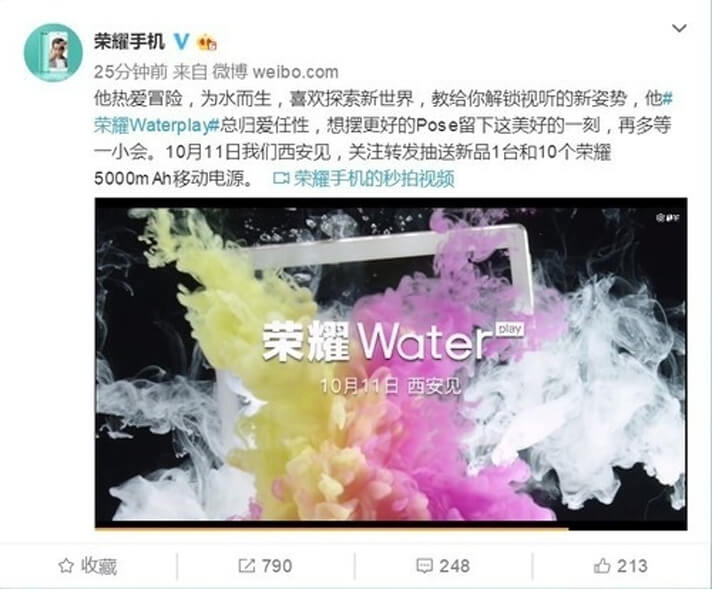 荣耀手机
25分钟前 来自 微博 weibo.com
他热爱冒险，为水而生，喜欢探索新世界，教给你解锁视听的新姿势，他#
荣耀Waterplay#总归爱任性，想摆更好的Pose留下这美好的一刻，再多等
一小会。10月11日我们西安见，关注转发抽送新品1台和10个荣耀
5000mAh移动电源。 荣耀手机的秒拍视频
荣耀Water play
10月11日 西安见
收藏 790 248 213